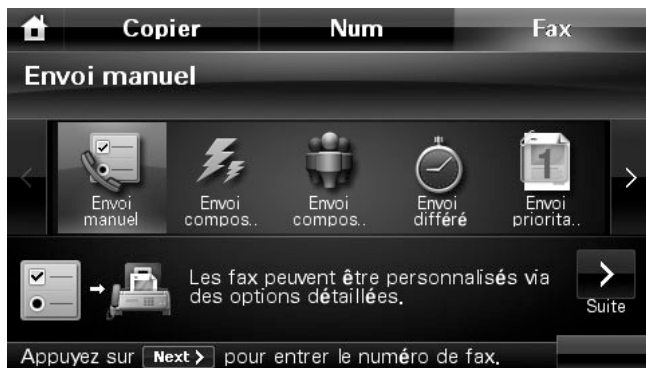 Copier Num Fax
Envoi manuel
Envoi manuel
Envoi compos..
Envoi compos..
Envoi différé
Envoi priorita..
1
Les fax peuvent être personnalisés via
des options détaillées.
Suite
Appuyez sur Next > pour entrer le numéro de fax.